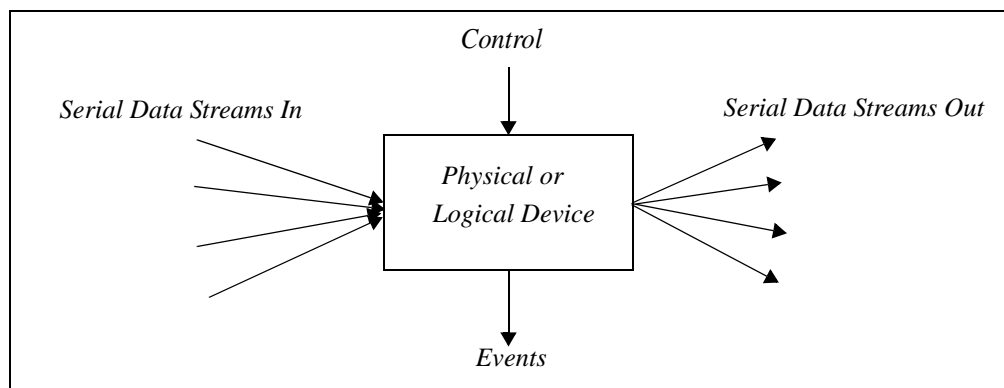 Control
Serial Data Streams In
Serial Data Streams Out
Physical or
Logical Device
Events